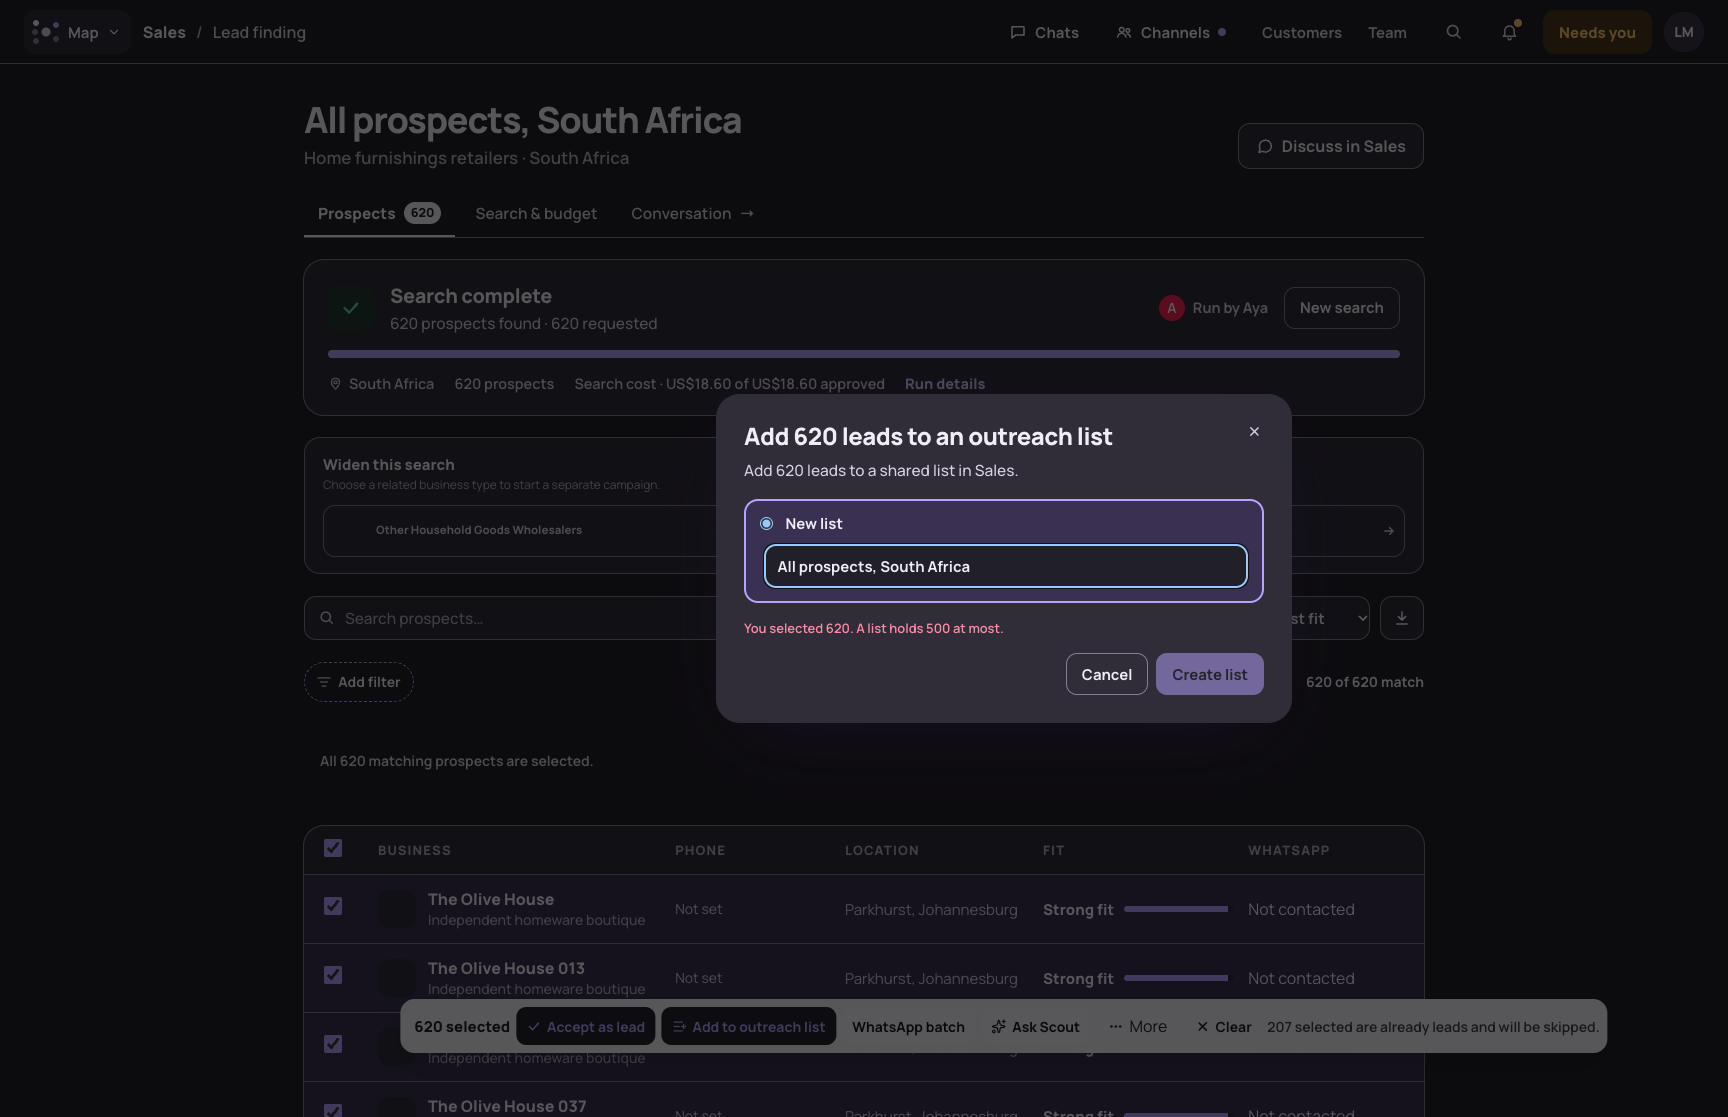 Map
Sales / Lead finding
Chats
Channels
Customers
Team
Needs you
LM
All prospects, South Africa
Home furnishings retailers · South Africa
Discuss in Sales
Prospects 620
Search & budget
Conversation →
Search complete
620 prospects found · 620 requested
A Run by Aya
New search
South Africa
620 prospects
Search cost · US$18.60 of US$18.60 approved
Run details
Widen this search
Choose a related business type to start a separate campaign.
Other Household Goods Wholesalers
Add 620 leads to an outreach list
Add 620 leads to a shared list in Sales.
New list
All prospects, South Africa
You selected 620. A list holds 500 at most.
Cancel
Create list
Search prospects…
st fit
Add filter
620 of 620 match
All 620 matching prospects are selected.
BUSINESS PHONE LOCATION FIT WHATSAPP
The Olive House
Independent homeware boutique
Not set
Parkhurst, Johannesburg
Strong fit
Not contacted
The Olive House 013
Independent homeware boutique
Not set
Parkhurst, Johannesburg
Strong fit
Not contacted
620 selected
Accept as lead
Add to outreach list
WhatsApp batch
Ask Scout
More
Clear
207 selected are already leads and will be skipped.
Independent homeware boutique
The Olive House 037
Not set
Parkhurst, Johannesburg
Strong fit
Not contacted